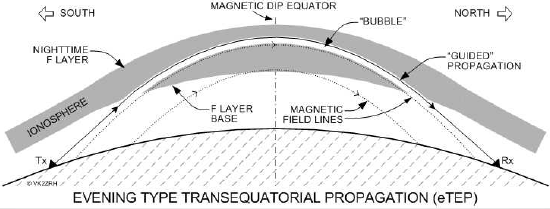 SOUTH
MAGNETIC DIP EQUATOR
NORTH
NIGHTTIME
F LAYER
"BUBBLE"
"GUIDED"
PROPAGATION
IONOSPHERE
F LAYER
BASE
MAGNETIC
FIELD LINES
Tx
Rx
© VK2ZRH
EVENING TYPE TRANSEQUATORIAL PROPAGATION (eTEP)